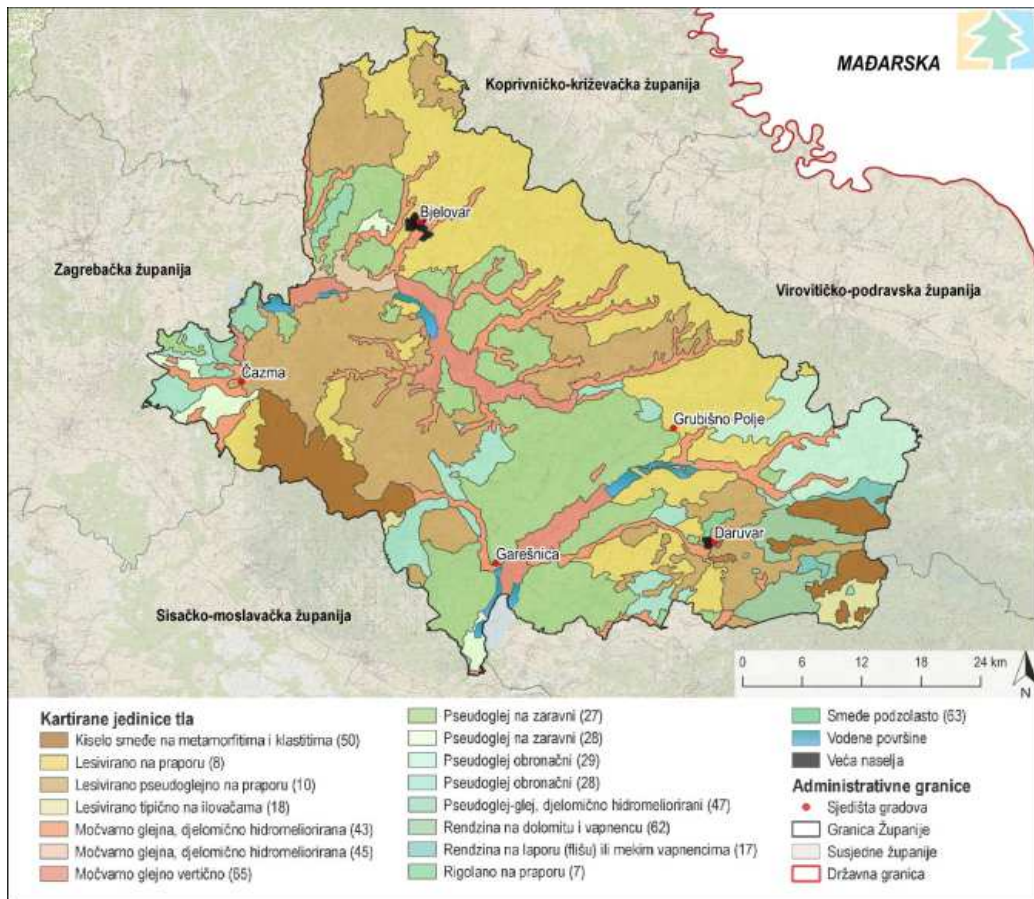 MAĐARSKA
Koprivničko-križevačka županija
Bjelovar
Zagrebačka županija
Virovitičko-podravska županija
Čazma
Grubišno Polje
Daruvar
Garešnica
Sisačko-moslavačka županija
0 6 12 18 24 km
N
Kartirane jedinice tla
Kiselo smeđe na metamorfitima i klastitima (50)
Lesivirano na praporu (8)
Lesivirano pseudoglejno na praporu (10)
Lesivirano tipično na ilovačama (18)
Močvarno glejna, djelomično hidromeliorirana (43)
Močvarno glejna, djelomično hidromeliorirana (45)
Močvarno glejno vertično (65)
Pseudoglej na zaravni (27)
Pseudoglej na zaravni (28)
Pseudoglej obronačni (29)
Pseudoglej obronačni (28)
Pseudoglej-glej, djelomično hidromeliorirani (47)
Rendzina na dolomitu i vapnencu (62)
Rendzina na laporu (flišu) ili mekim vapnencima (17)
Rigolano na praporu (7)
Smeđe podzolasto (63)
Vodene površine
Veća naselja
Administrativne granice
Sjedišta gradova
Granica Županije
Susjedne županije
Državna granica